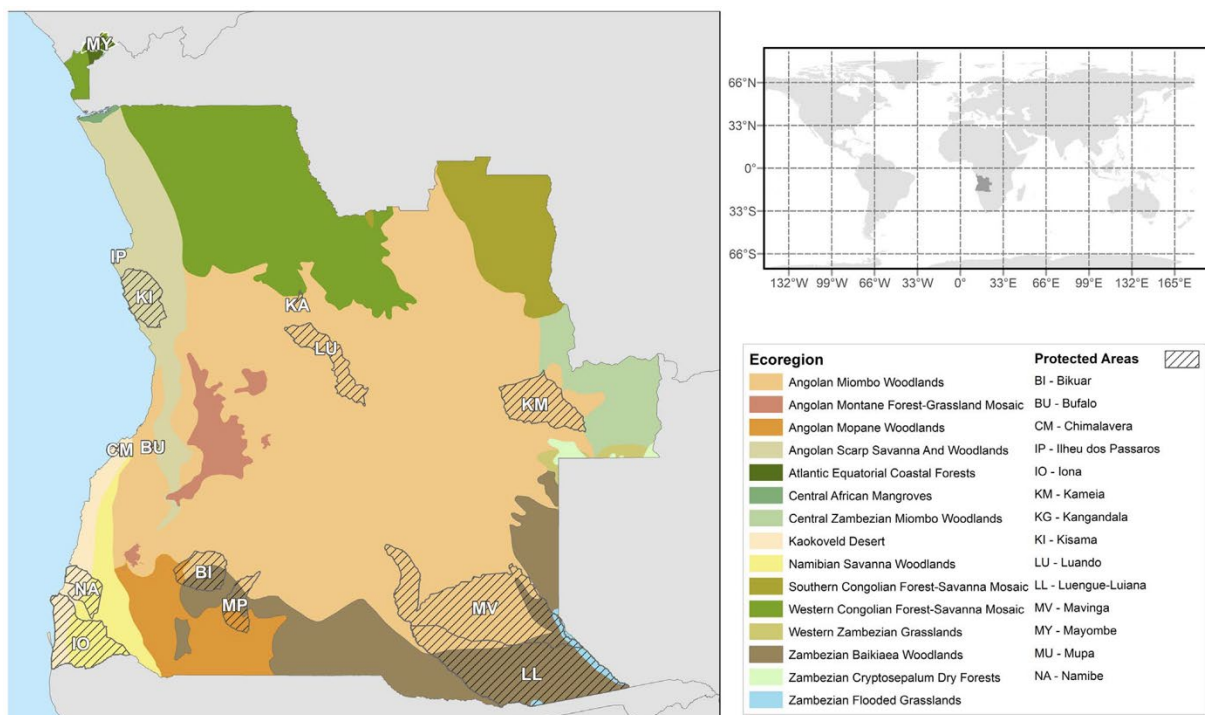 MY
IP
KI
KA
LU
KM
CM
BU
BI
NA
MP
MV
IO
LL
66°N
33°N
0°
33°S
66°S
132°W 99°W 66°W 33°W 0° 33°E 66°E 99°E 132°E 165°E
Ecoregion
Angolan Miombo Woodlands
Angolan Montane Forest-Grassland Mosaic
Angolan Mopane Woodlands
Angolan Scarp Savanna And Woodlands
Atlantic Equatorial Coastal Forests
Central African Mangroves
Central Zambezian Miombo Woodlands
Kaokoveld Desert
Namibian Savanna Woodlands
Southern Congolian Forest-Savanna Mosaic
Western Congolian Forest-Savanna Mosaic
Western Zambezian Grasslands
Zambezian Baikiaea Woodlands
Zambezian Cryptosepalum Dry Forests
Zambezian Flooded Grasslands
Protected Areas
BI - Bikuar
BU - Bufalo
CM - Chimalavera
IP - Ilheu dos Passaros
IO - Iona
KM - Kameia
KG - Kangandala
KI - Kisama
LU - Luando
LL - Luengue-Luiana
MV - Mavinga
MY - Mayombe
MU - Mupa
NA - Namibe